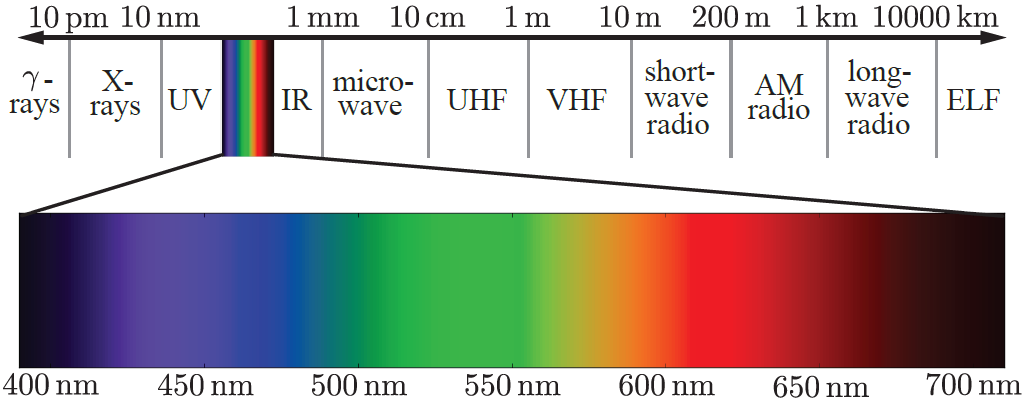 10 pm 10 nm 1 mm 10 cm 1 m 10 m 200 m 1 km 10000 km
γ-
rays
X-
rays
UV
IR
micro-
wave
UHF
VHF
short-
wave
radio
AM
radio
long-
wave
radio
ELF
400 nm 450 nm 500 nm 550 nm 600 nm 650 nm 700 nm